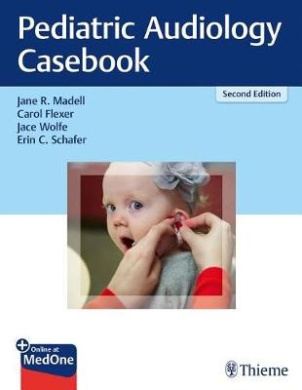 Pediatric Audiology
Casebook
Second Edition
Jane R. Madell
Carol Flexer
Jace Wolfe
Erin C. Schafer
+ Online at
MedOne
Thieme